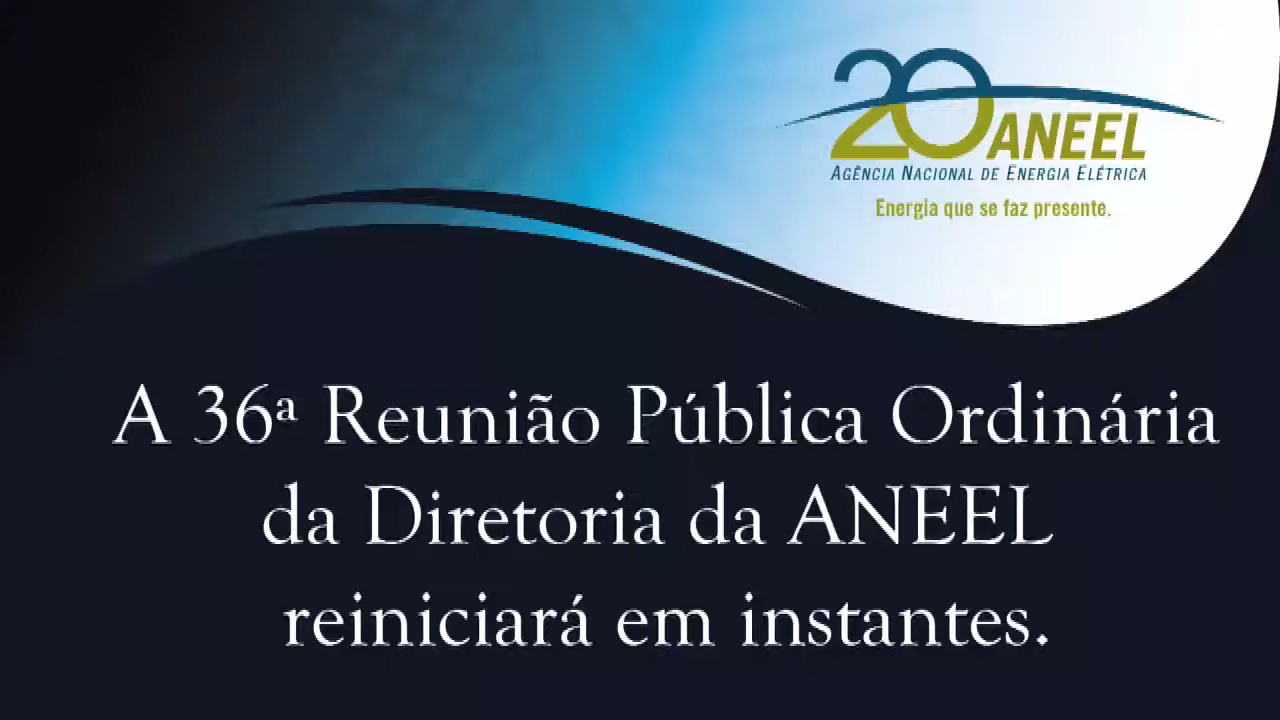 20 ANEEL
AGÊNCIA NACIONAL DE ENERGIA ELÉTRICA
Energia que se faz presente.
A 36ª Reunião Pública Ordinária
da Diretoria da ANEEL
reiniciará em instantes.